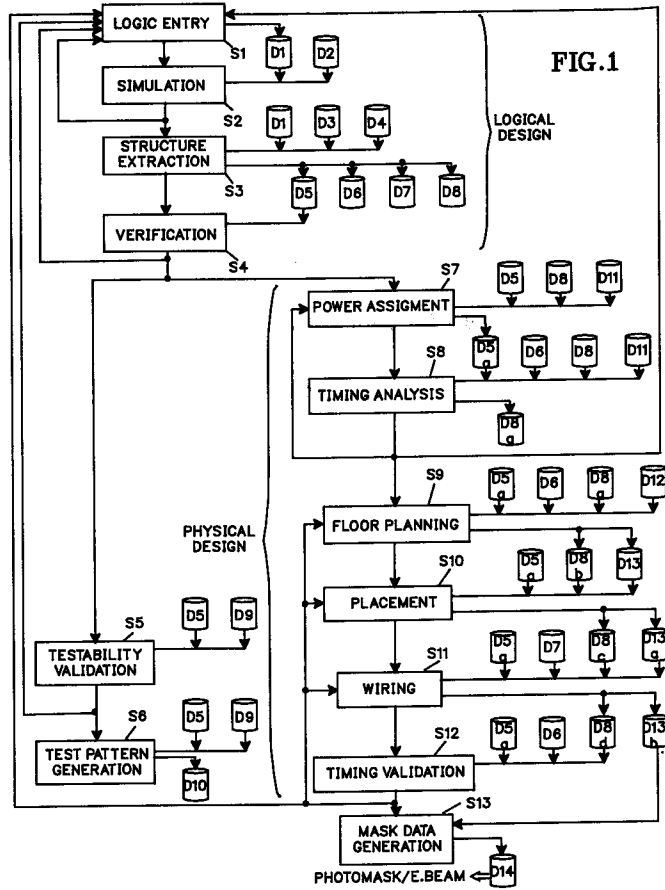 FIG.1
LOGIC ENTRY
S1
D1
D2
SIMULATION
S2
LOGICAL DESIGN
D1
D3
D4
STRUCTURE
EXTRACTION
S3
D5
D6
D7
D8
VERIFICATION
S4
S7
D5
D8
D11
POWER ASSIGMENT
D5
a
D6
D8
D11
S8
TIMING ANALYSIS
D8
a
S9
D5
a
D6
D8
a
D12
FLOOR PLANNING
PHYSICAL
DESIGN
S10
D5
a
D8
b
D13
PLACEMENT
S5
D5
D9
TESTABILITY
VALIDATION
S11
D5
a
D7
D8
c
D13
a
WIRING
S6
D5
D9
TEST PATTERN
GENERATION
D10
S12
D5
a
D6
D8
d
D13
b
TIMING VALIDATION
S13
MASK DATA
GENERATION
PHOTOMASK/E.BEAM
D14